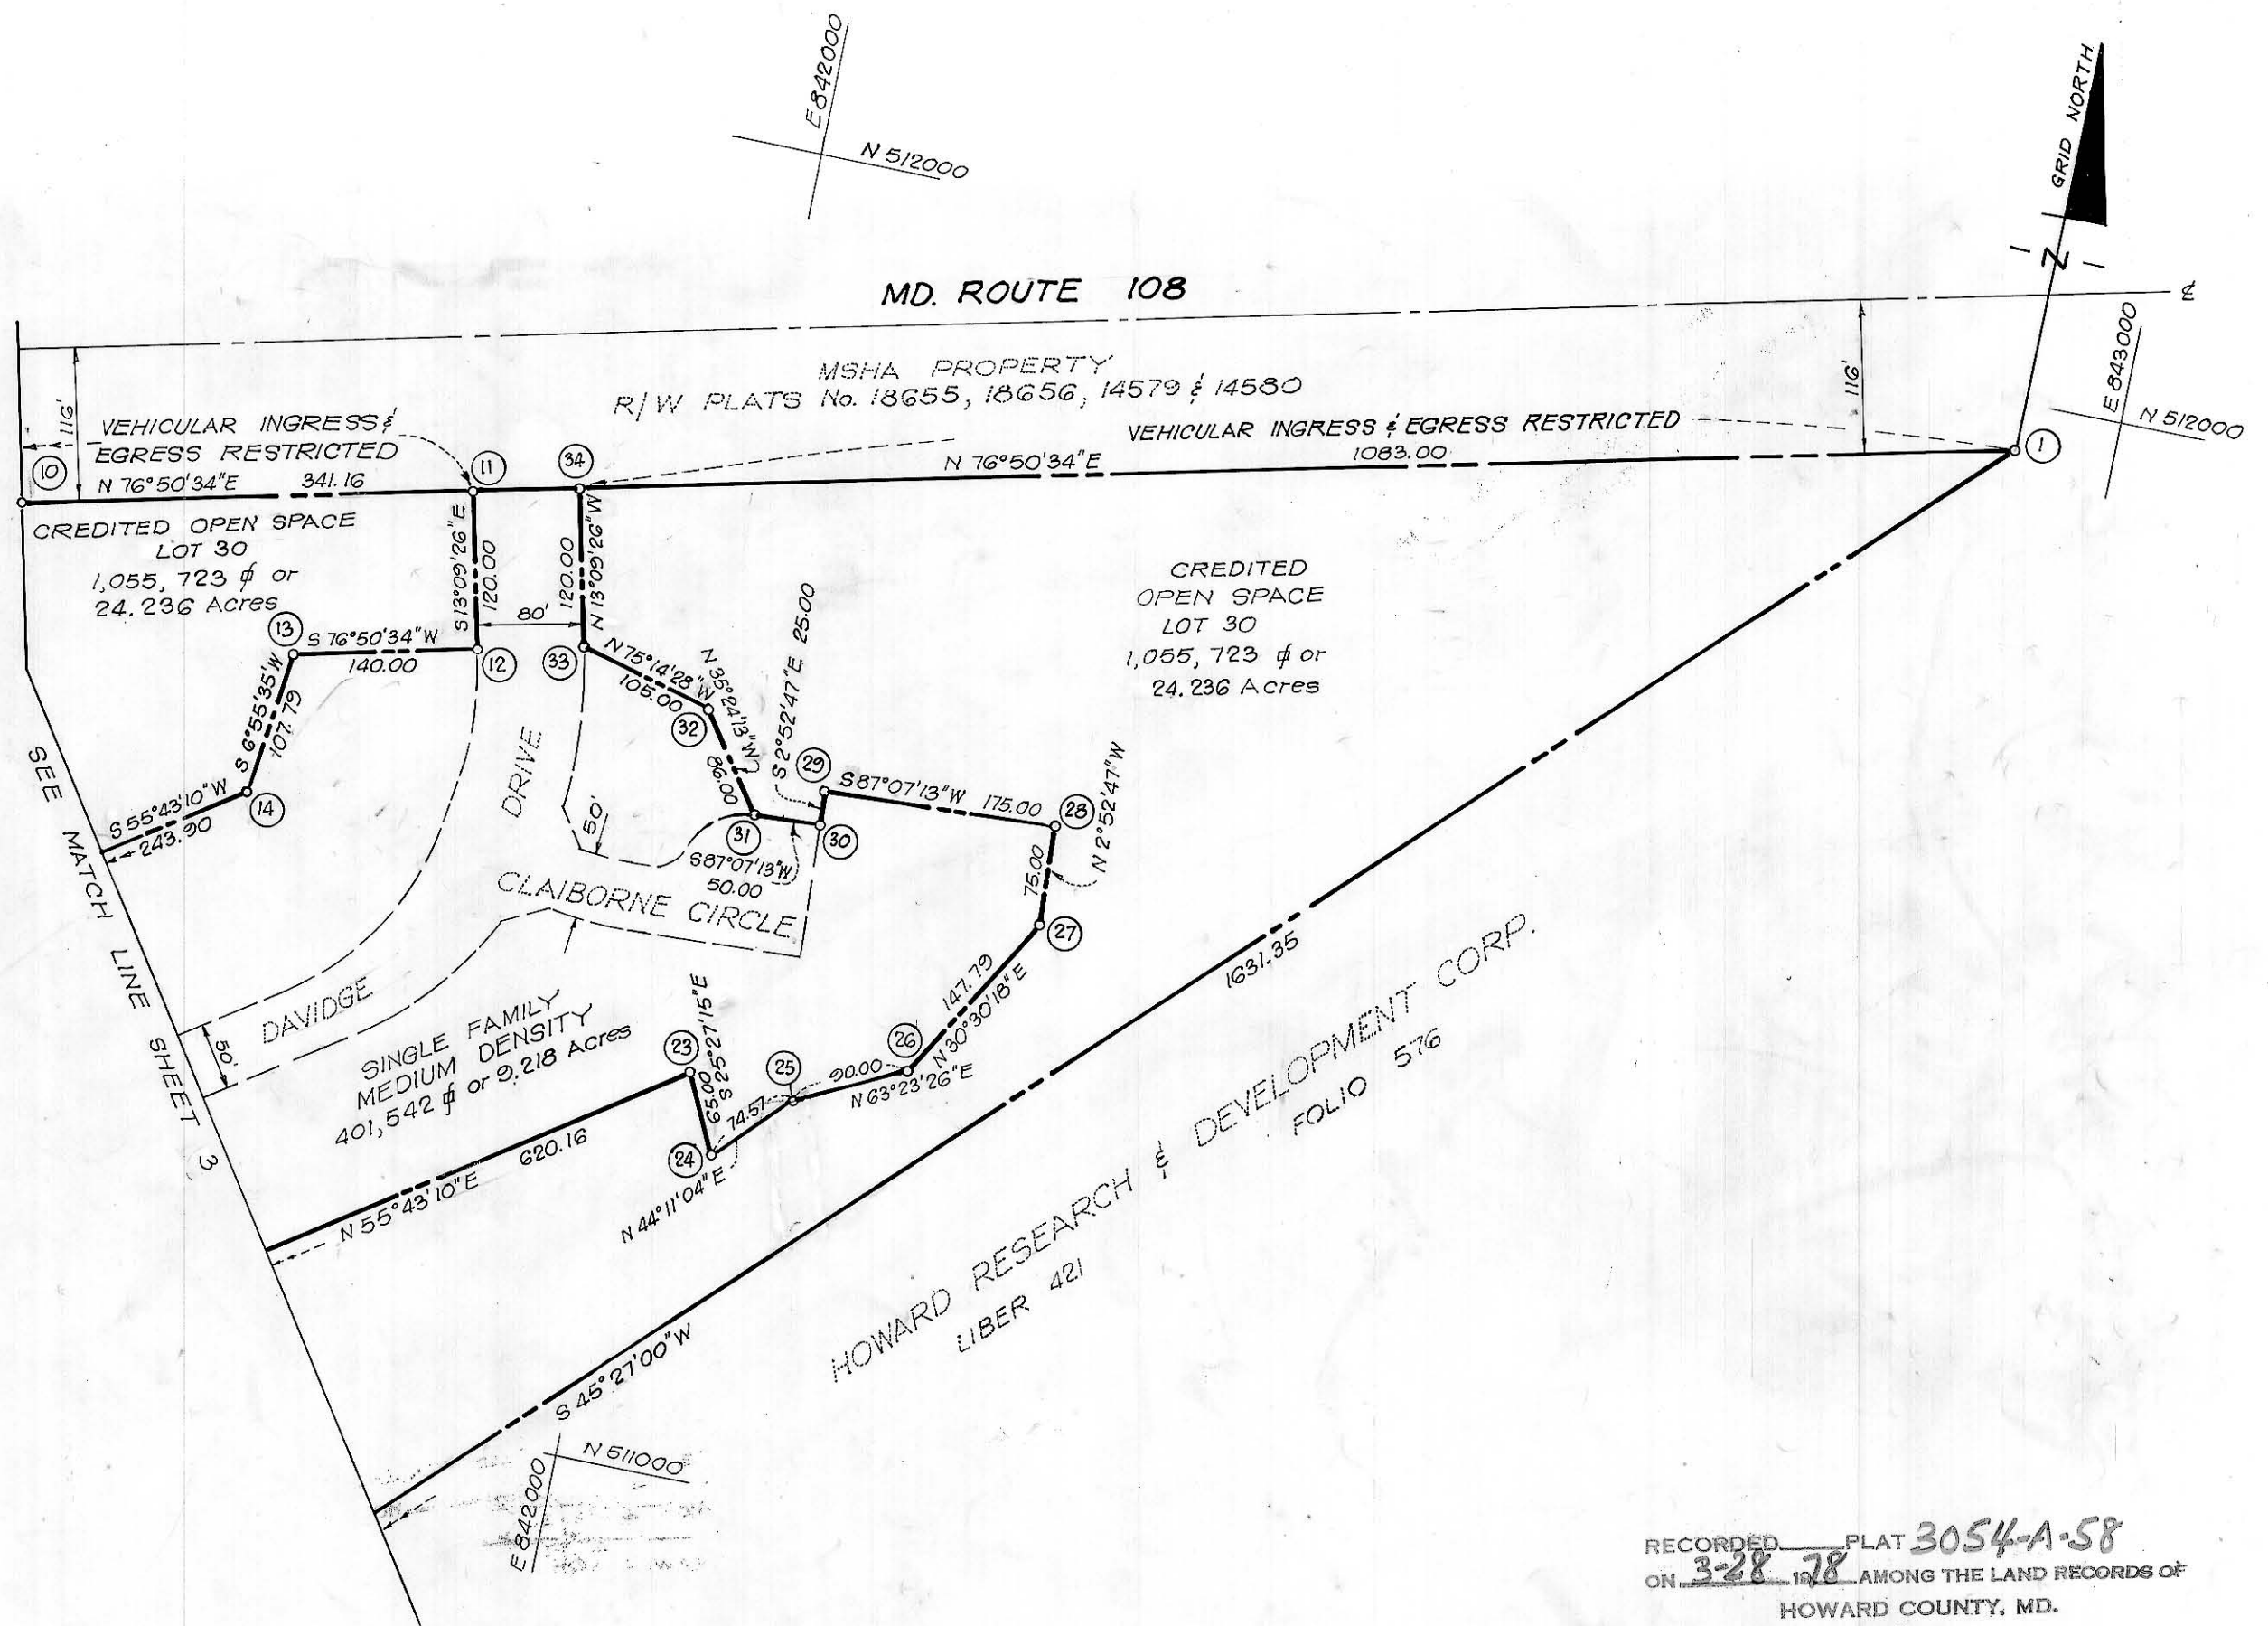 E 842000
N 512000
GRID NORTH
N
MD. ROUTE 108
116'
MSHA PROPERTY
R/W PLATS No. 18655, 18656, 14579 & 14580
E 843000
N 512000
VEHICULAR INGRESS &
EGRESS RESTRICTED
116'
VEHICULAR INGRESS & EGRESS RESTRICTED
10
N 76°50'34"E 341.16
11
34
N 76°50'34"E
1083.00
1
CREDITED OPEN SPACE
LOT 30
1,055,723 ⏍ or
24.236 Acres
S 13°09'26"E
120.00
120.00
N 13°09'26"W
80'
CREDITED
OPEN SPACE
LOT 30
1,055,723 ⏍ or
24.236 Acres
13
S 76°50'34"W
140.00
12
33
N 75°14'28"W
105.00
32
N 35°24'13"W
86.00
S 2°52'47"E 25.00
29
S 87°07'13"W 175.00
28
S 6°55'35"W
107.79
14
S 55°43'10"W
243.90
DRIVE
50'
31
30
S 87°07'13"W
50.00
75.00
N 2°52'47"W
27
CLAIBORNE CIRCLE
SEE MATCH LINE SHEET 3
DAVIDGE
50'
SINGLE FAMILY
MEDIUM DENSITY
401,542 ⏍ or 9.218 Acres
147.79
N 30°30'18"E
26
90.00
N 63°23'26"E
25
23
S 25°27'15"E
65.00
74.57
24
N 44°11'04"E
620.16
N 55°43'10"E
1631.35
S 45°27'00"W
HOWARD RESEARCH & DEVELOPMENT CORP.
LIBER 421 FOLIO 576
N 511000
E 842000
RECORDED PLAT 3054-A-58
ON 3-28 1978 AMONG THE LAND RECORDS OF
HOWARD COUNTY, MD.